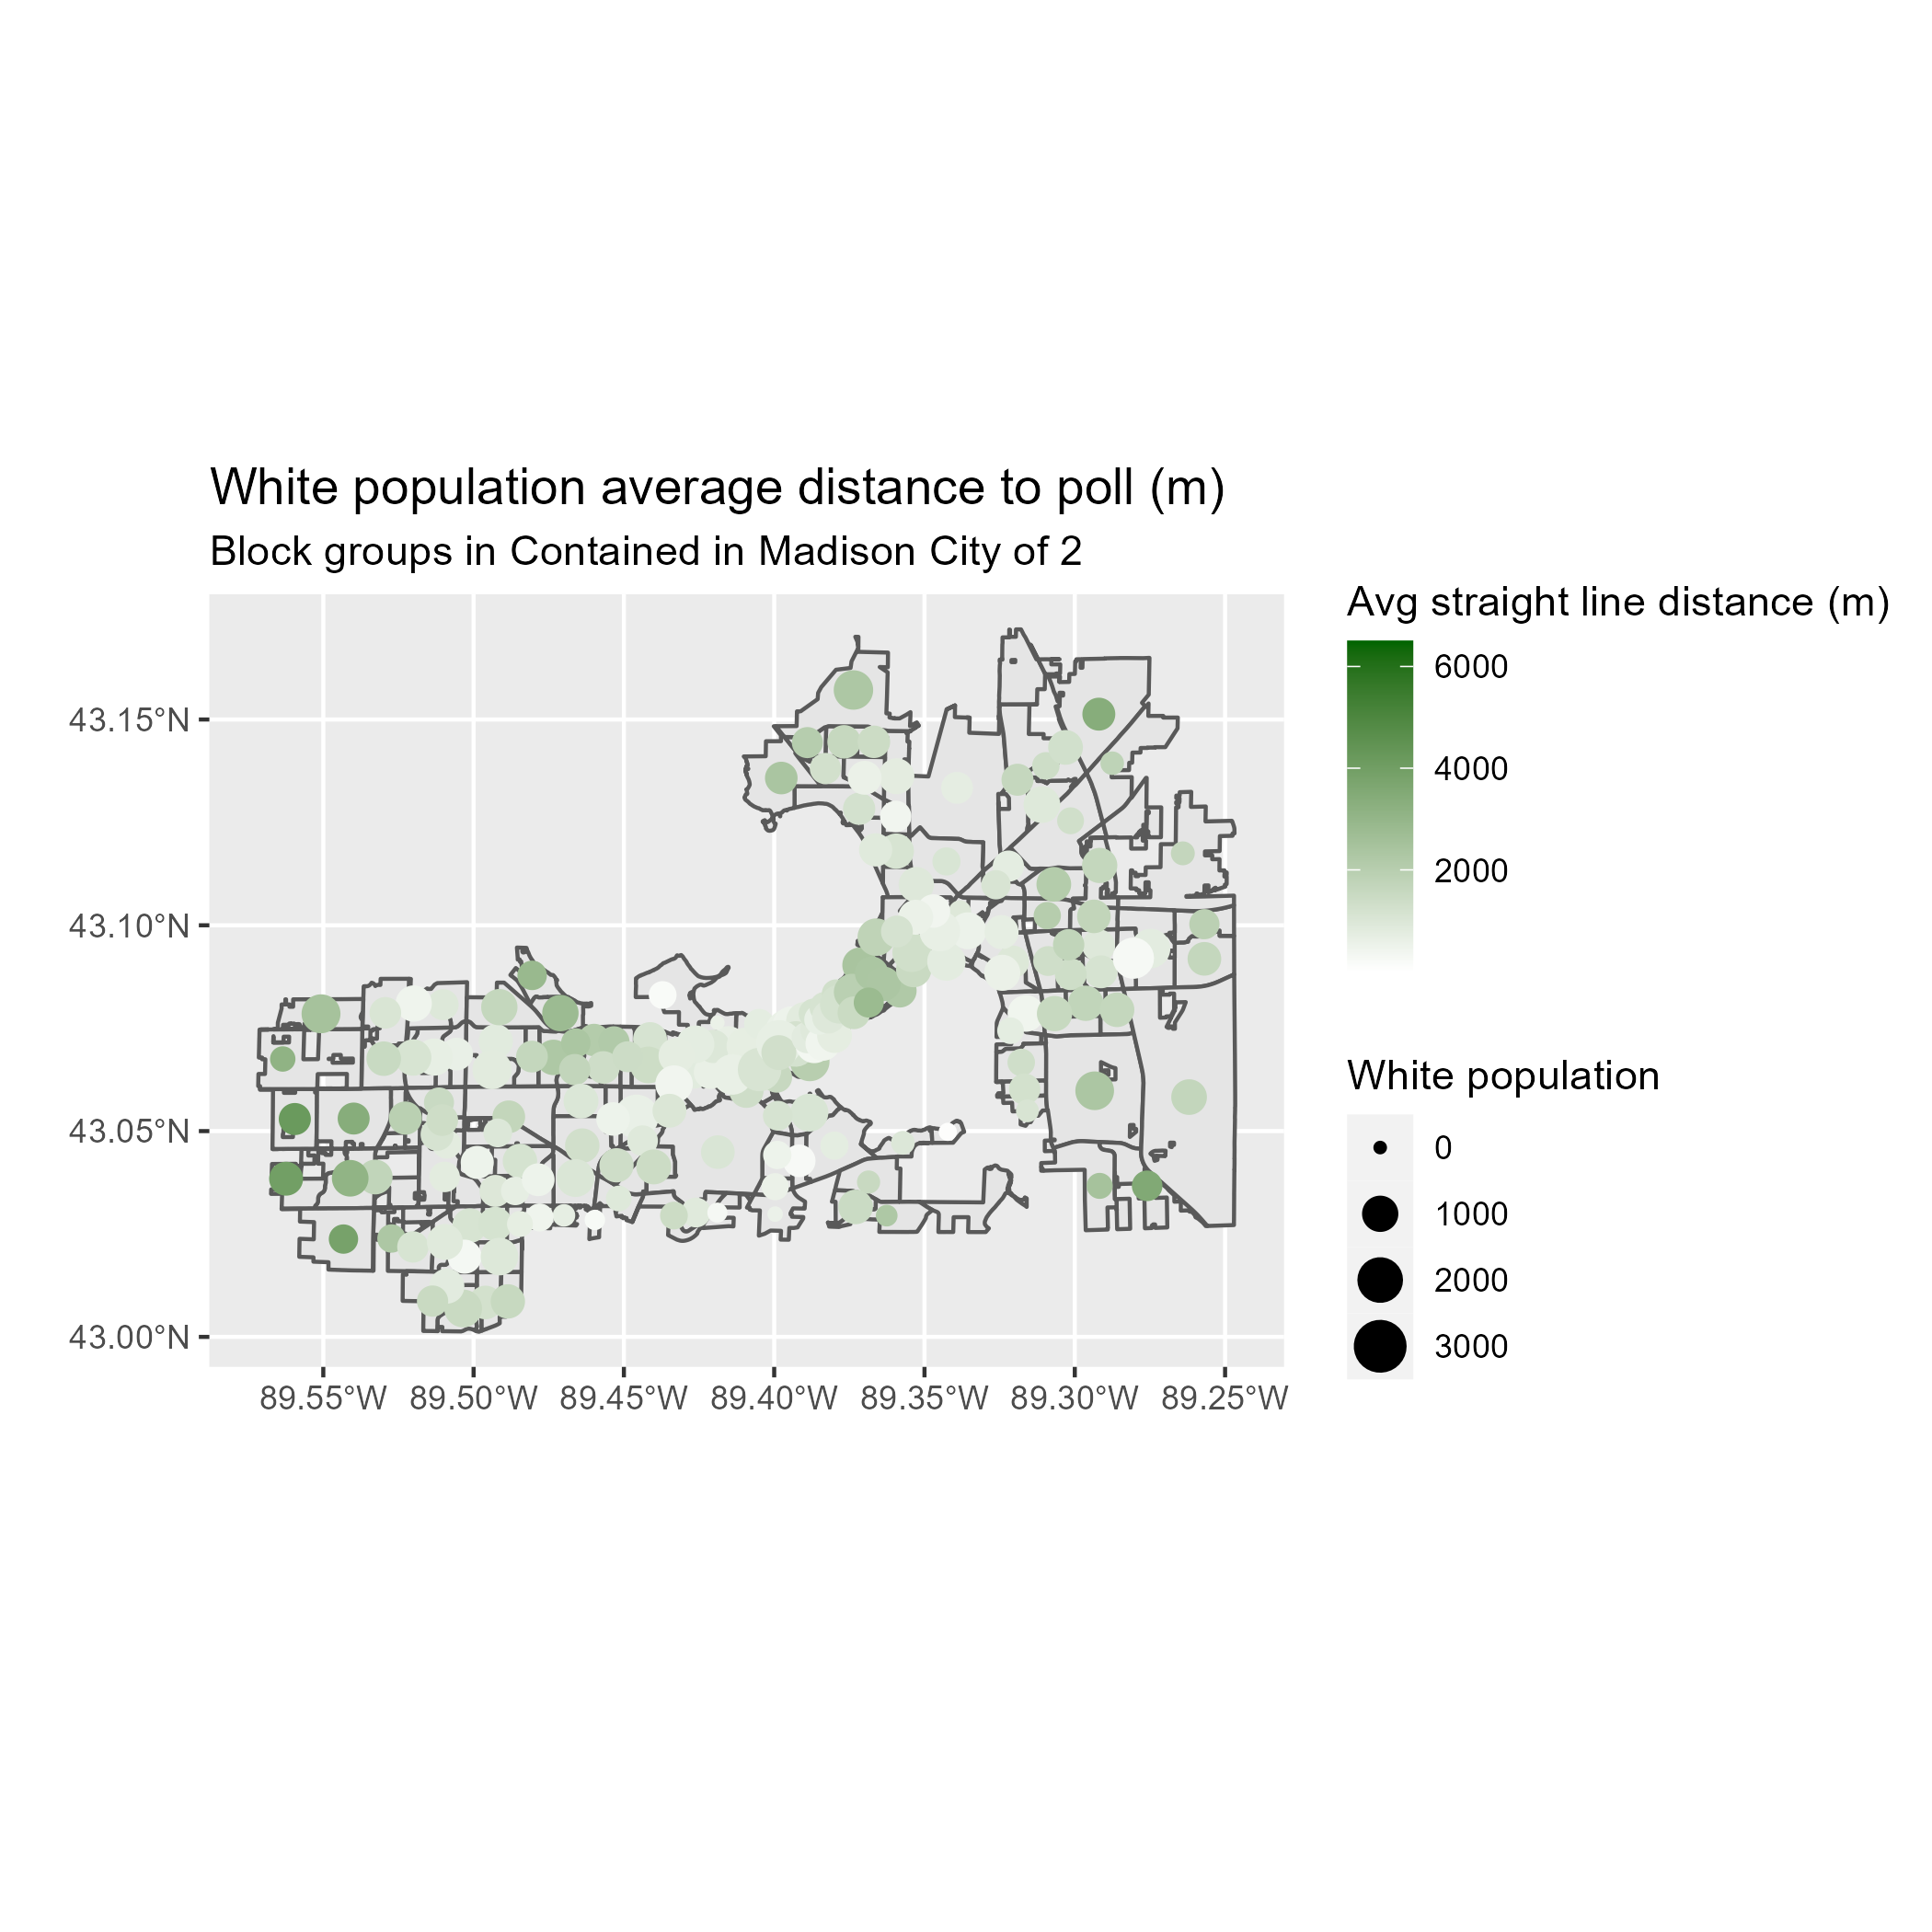 White population average distance to poll (m)
Block groups in Contained in Madison City of 2
43.15°N
43.10°N
43.05°N
43.00°N
89.55°W 89.50°W 89.45°W 89.40°W 89.35°W 89.30°W 89.25°W
Avg straight line distance (m)
6000
4000
2000
White population
0
1000
2000
3000